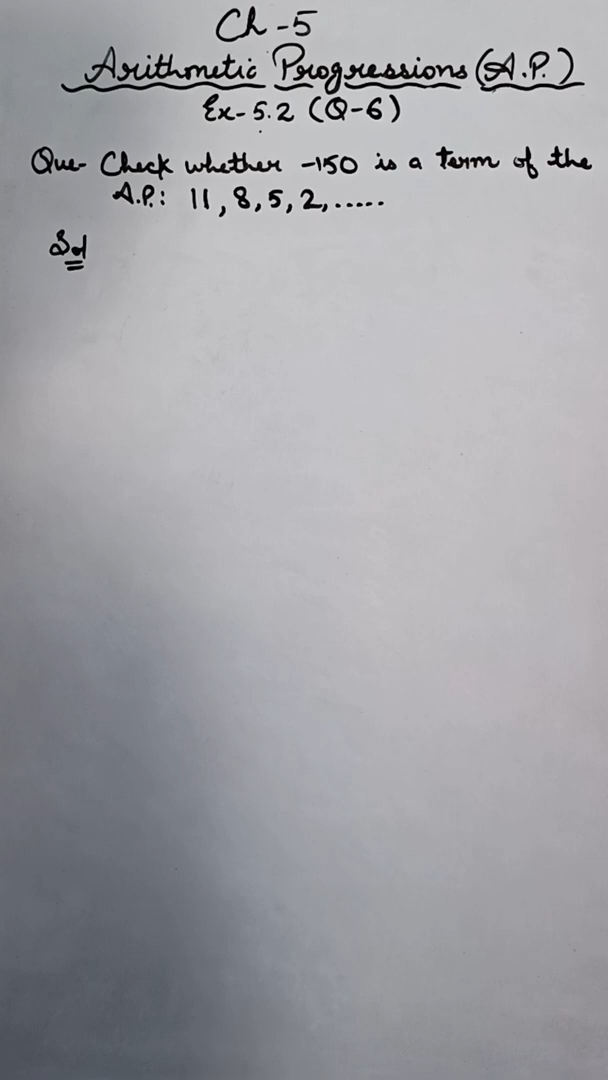 Ch-5
Arithmetic Progressions (A.P.)
Ex-5.2 (Q-6)
Que- Check whether -150 is a term of the
A.P.: 11, 8, 5, 2, .....
Sol